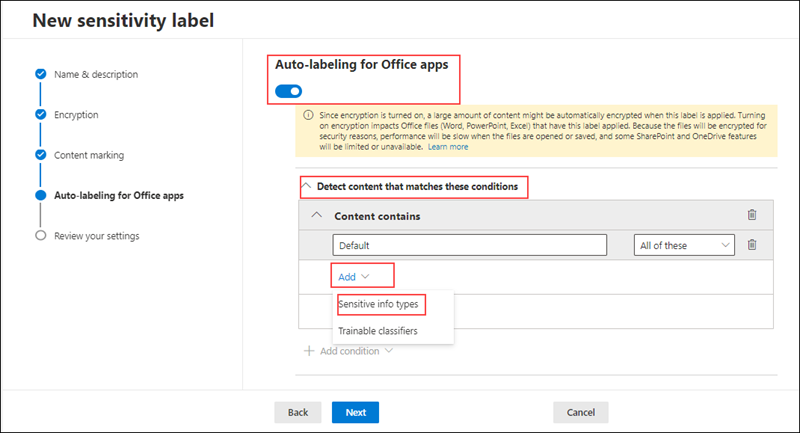 New sensitivity label
Name & description
Encryption
Content marking
Auto-labeling for Office apps
Review your settings
Auto-labeling for Office apps
Since encryption is turned on, a large amount of content might be automatically encrypted when this label is applied. Turning
on encryption impacts Office files (Word, PowerPoint, Excel) that have this label applied. Because the files will be encrypted for
security reasons, performance will be slow when the files are opened or saved, and some SharePoint and OneDrive features
will be limited or unavailable. Learn more
Detect content that matches these conditions
Content contains
Default All of these
Add
Sensitive info types
Trainable classifiers
Add condition
Back Next Cancel